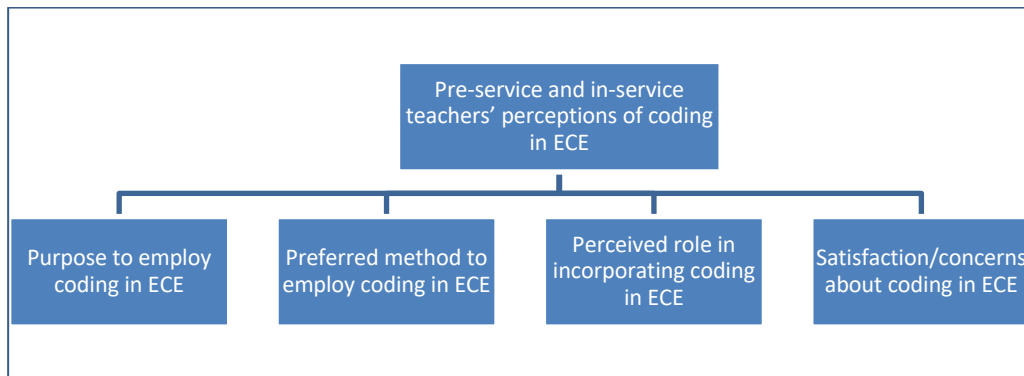 Pre-service and in-service
teachers’ perceptions of coding
in ECE
Purpose to employ
coding in ECE
Preferred method to
employ coding in ECE
Perceived role in
incorporating coding
in ECE
Satisfaction/concerns
about coding in ECE